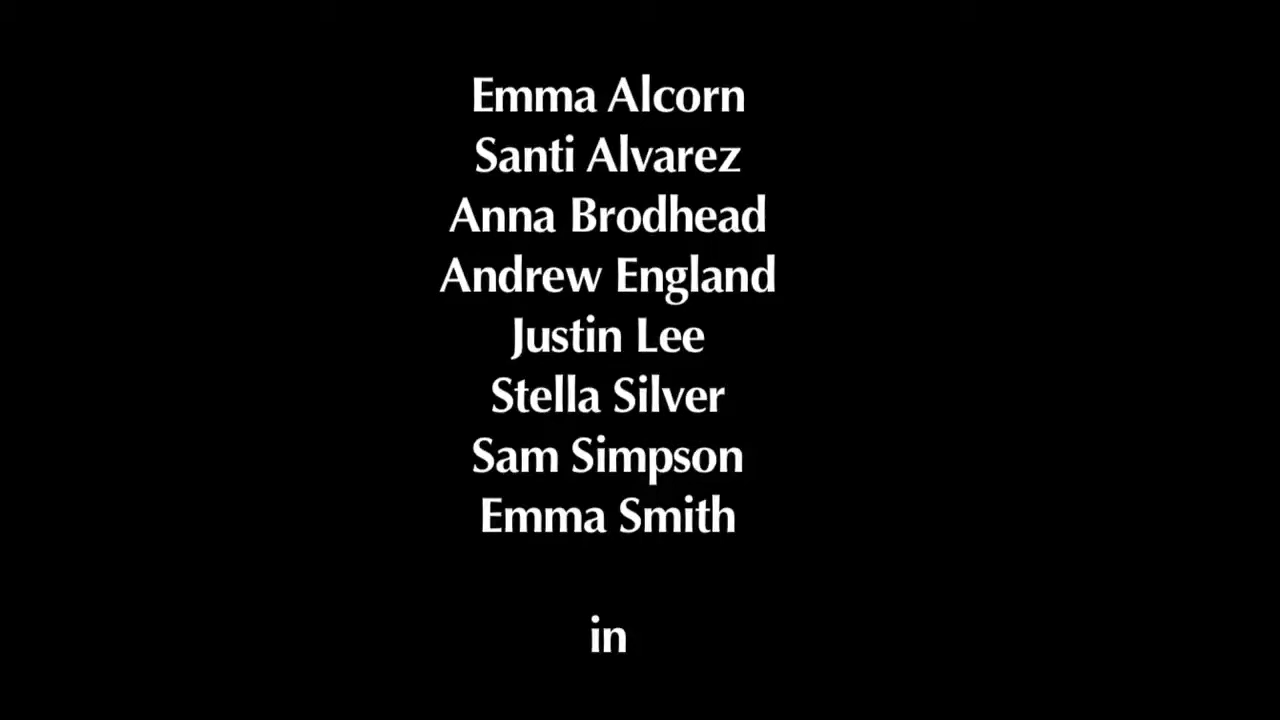 Emma Alcorn
Santi Alvarez
Anna Brodhead
Andrew England
Justin Lee
Stella Silver
Sam Simpson
Emma Smith
in